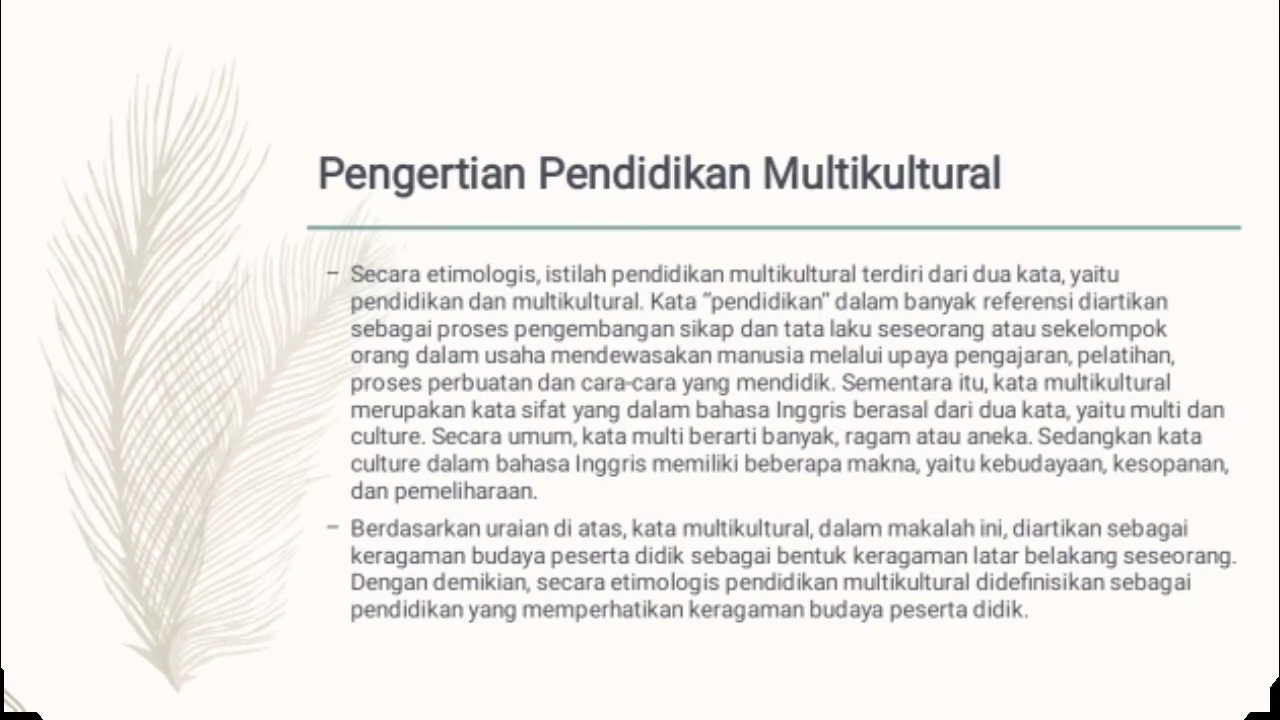 Pengertian Pendidikan Multikultural
– Secara etimologis, istilah pendidikan multikultural terdiri dari dua kata, yaitu
pendidikan dan multikultural. Kata “pendidikan” dalam banyak referensi diartikan
sebagai proses pengembangan sikap dan tata laku seseorang atau sekelompok
orang dalam usaha mendewasakan manusia melalui upaya pengajaran, pelatihan,
proses perbuatan dan cara-cara yang mendidik. Sementara itu, kata multikultural
merupakan kata sifat yang dalam bahasa Inggris berasal dari dua kata, yaitu multi dan
culture. Secara umum, kata multi berarti banyak, ragam atau aneka. Sedangkan kata
culture dalam bahasa Inggris memiliki beberapa makna, yaitu kebudayaan, kesopanan,
dan pemeliharaan.
– Berdasarkan uraian di atas, kata multikultural, dalam makalah ini, diartikan sebagai
keragaman budaya peserta didik sebagai bentuk keragaman latar belakang seseorang.
Dengan demikian, secara etimologis pendidikan multikultural didefinisikan sebagai
pendidikan yang memperhatikan keragaman budaya peserta didik.